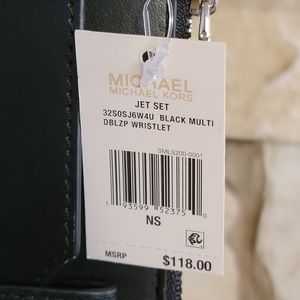 MICHAEL
MICHAEL KORS
JET SET
32S0SJ6W4U BLACK MULTI
DBLZP WRISTLET
SMLS200-0001
1 93599 52375 0
NS
MSRP $118.00